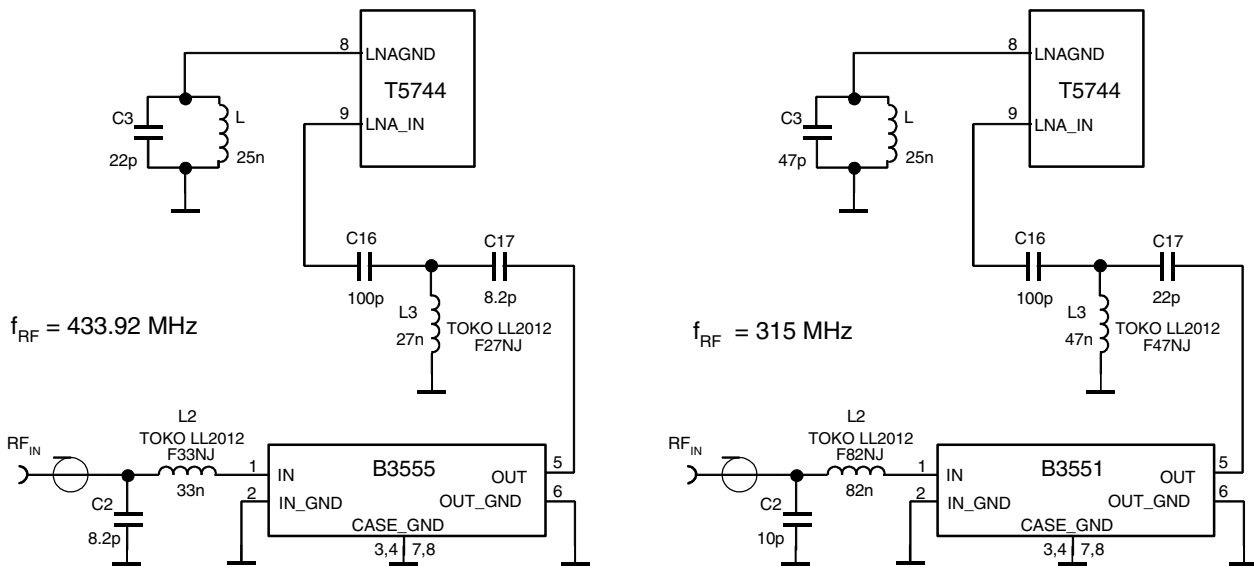 8
LNAGND
T5744
C3
L
9
LNA_IN
22p
25n
C16
C17
100p
8.2p
L3
27n
TOKO LL2012
F27NJ
fRF = 433.92 MHz
L2
TOKO LL2012
F33NJ
33n
RFIN
C2
8.2p
1
IN
2
IN_GND
B3555
OUT
5
OUT_GND
6
CASE_GND
3,4
7,8
8
LNAGND
T5744
C3
L
9
LNA_IN
47p
25n
C16
C17
100p
22p
L3
47n
TOKO LL2012
F47NJ
fRF = 315 MHz
L2
TOKO LL2012
F82NJ
82n
RFIN
C2
10p
1
IN
2
IN_GND
B3551
OUT
5
OUT_GND
6
CASE_GND
3,4
7,8